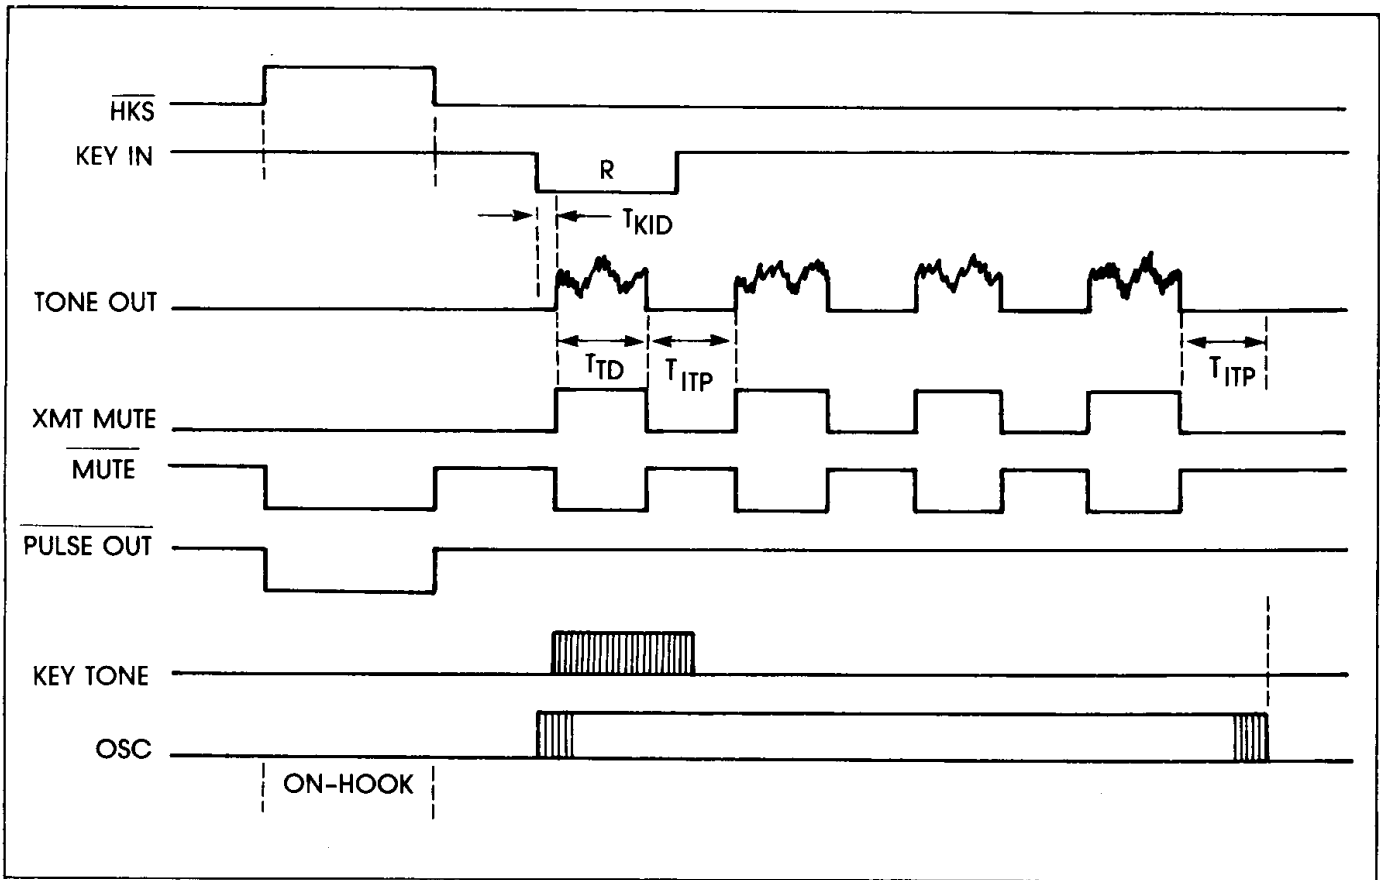 HKS
KEY IN
R
TKID
TONE OUT
TTD
TITP
TITP
XMT MUTE
MUTE
PULSE OUT
KEY TONE
OSC
ON-HOOK